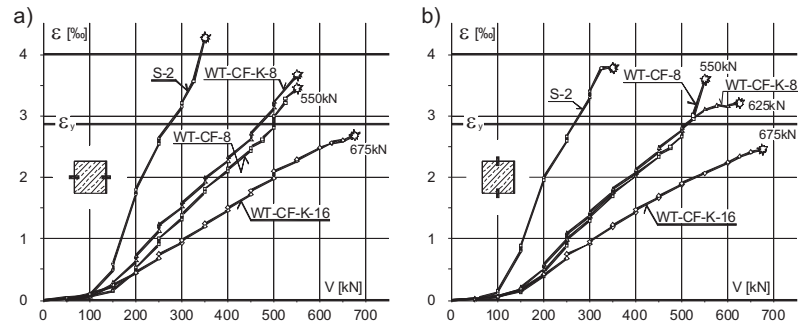 a)
ε [‰]
4
S-2
WT-CF-K-8
550kN
3
εy
WT-CF-8
675kN
2
WT-CF-K-16
1
0
0 100 200 300 400 500 600 700
V [kN]
b)
ε [‰]
4
550kN
WT-CF-8
WT-CF-K-8
S-2
625kN
3
εy
675kN
2
WT-CF-K-16
1
0
0 100 200 300 400 500 600 700
V [kN]